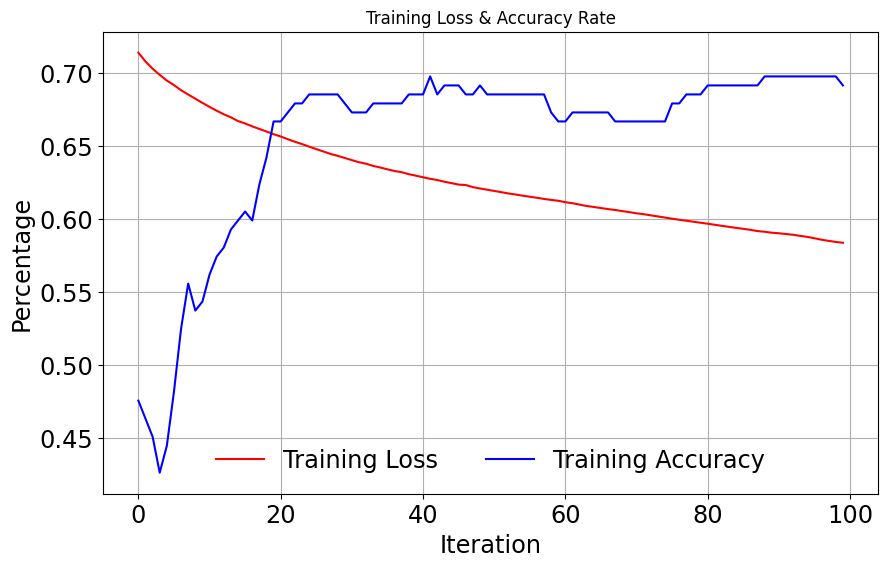 Training Loss & Accuracy Rate
Percentage
0.70
0.65
0.60
0.55
0.50
0.45
Training Loss Training Accuracy
0 20 40 60 80 100
Iteration